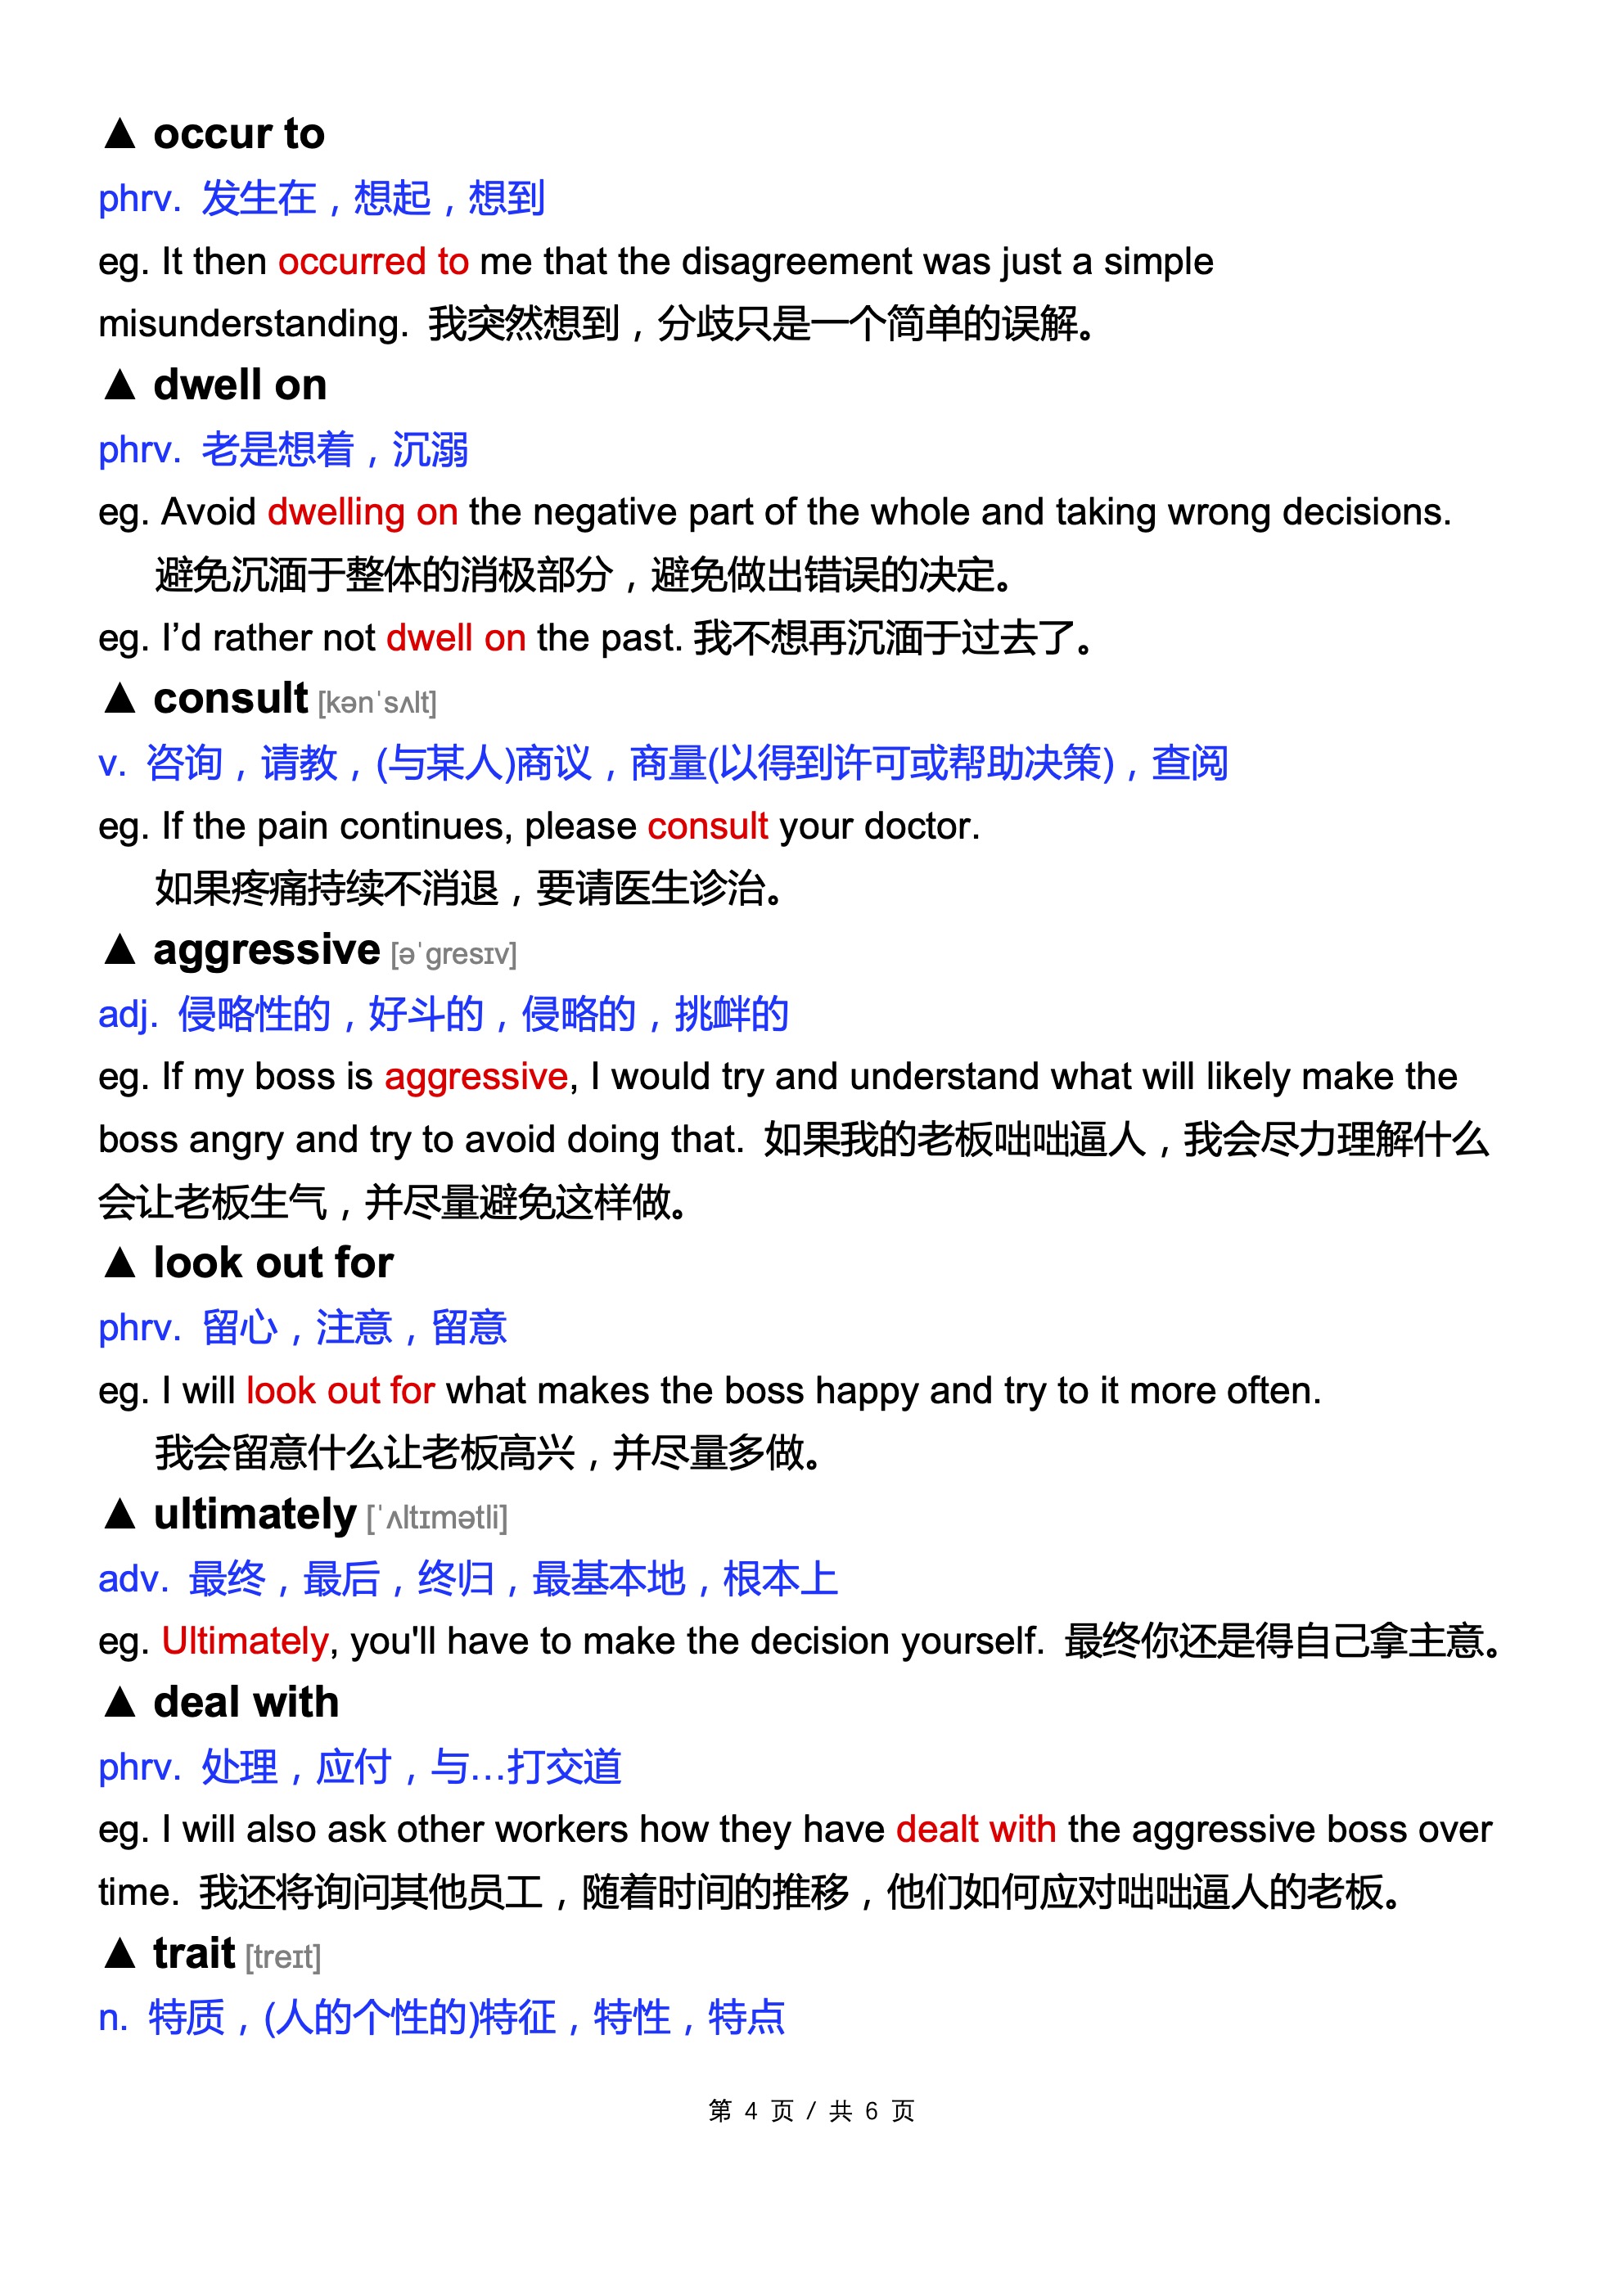 ▲ occur to
phrv. 发生在，想起，想到
eg. It then occurred to me that the disagreement was just a simple
misunderstanding. 我突然想到，分歧只是一个简单的误解。
▲ dwell on
phrv. 老是想着，沉溺
eg. Avoid dwelling on the negative part of the whole and taking wrong decisions.
避免沉湎于整体的消极部分，避免做出错误的决定。
eg. I’d rather not dwell on the past. 我不想再沉湎于过去了。
▲ consult [kənˈsʌlt]
v. 咨询，请教，(与某人)商议，商量(以得到许可或帮助决策)，查阅
eg. If the pain continues, please consult your doctor.
如果疼痛持续不消退，要请医生诊治。
▲ aggressive [əˈɡresɪv]
adj. 侵略性的，好斗的，侵略的，挑衅的
eg. If my boss is aggressive, I would try and understand what will likely make the
boss angry and try to avoid doing that. 如果我的老板咄咄逼人，我会尽力理解什么
会让老板生气，并尽量避免这样做。
▲ look out for
phrv. 留心，注意，留意
eg. I will look out for what makes the boss happy and try to it more often.
我会留意什么让老板高兴，并尽量多做。
▲ ultimately [ˈʌltɪmətli]
adv. 最终，最后，终归，最基本地，根本上
eg. Ultimately, you'll have to make the decision yourself. 最终你还是得自己拿主意。
▲ deal with
phrv. 处理，应付，与…打交道
eg. I will also ask other workers how they have dealt with the aggressive boss over
time. 我还将询问其他员工，随着时间的推移，他们如何应对咄咄逼人的老板。
▲ trait [treɪt]
n. 特质，(人的个性的)特征，特性，特点
第 4 页 / 共 6 页